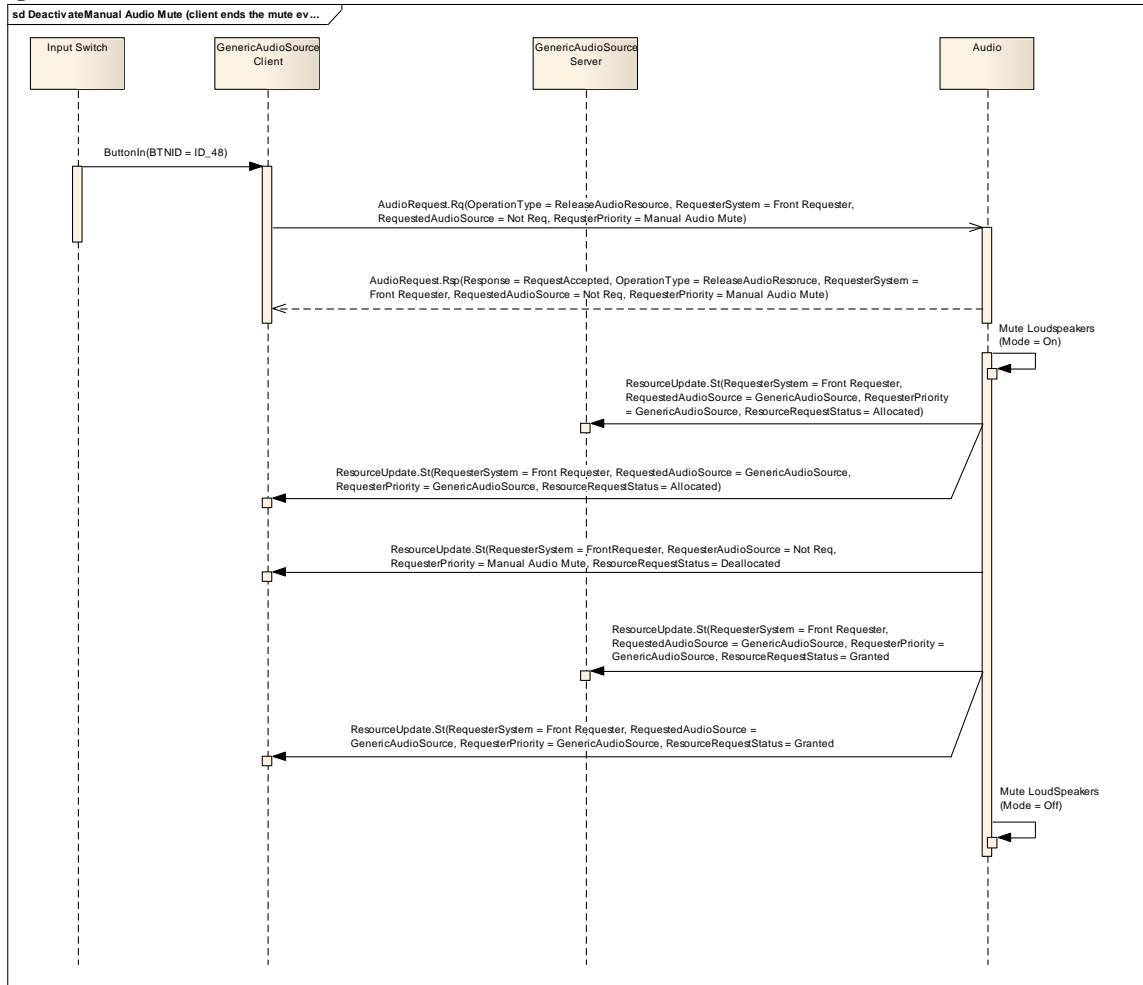 sd DeactivateManual Audio Mute (client ends the mute ev...
Input Switch
GenericAudioSource
Client
GenericAudioSource
Server
Audio
ButtonIn(BTNID = ID_48)
AudioRequest.Rq(OperationType = ReleaseAudioResource, RequesterSystem = Front Requester,
RequestedAudioSource = Not Req, RequsterPriority = Manual Audio Mute)
AudioRequest.Rsp(Response = RequestAccepted, OperationType = ReleaseAudioResoruce, RequesterSystem =
Front Requester, RequestedAudioSource = Not Req, RequesterPriority = Manual Audio Mute)
Mute Loudspeakers
(Mode = On)
ResourceUpdate.St(RequesterSystem = Front Requester,
RequestedAudioSource = GenericAudioSource, RequesterPriority
= GenericAudioSource, ResourceRequestStatus = Allocated)
ResourceUpdate.St(RequesterSystem = Front Requester, RequestedAudioSource = GenericAudioSource,
RequesterPriority = GenericAudioSource, ResourceRequestStatus = Allocated)
ResourceUpdate.St(RequesterSystem = FrontRequester, RequesterAudioSource = Not Req,
RequesterPriority = Manual Audio Mute, ResourceRequestStatus = Deallocated
ResourceUpdate.St(RequesterSystem = Front Requester,
RequestedAudioSource = GenericAudioSource, RequesterPriority =
GenericAudioSource, ResourceRequestStatus = Granted
ResourceUpdate.St(RequesterSystem = Front Requester, RequestedAudioSource =
GenericAudioSource, RequesterPriority = GenericAudioSource, ResourceRequestStatus = Granted
Mute LoudSpeakers
(Mode = Off)